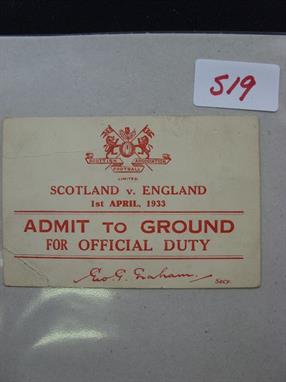 519
SCOTTISH ASSOCIATION
FOOTBALL
LIMITED
SCOTLAND v. ENGLAND
1st APRIL, 1933
ADMIT TO GROUND
FOR OFFICIAL DUTY
Geo. G. Graham.
Secy.